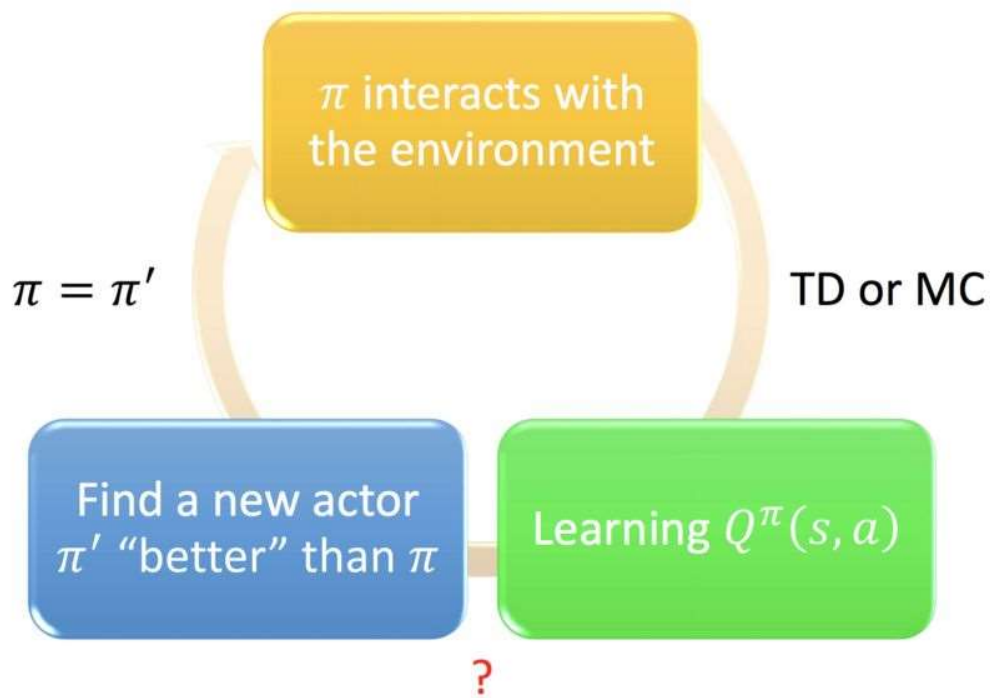 π interacts with
the environment
π = π′
TD or MC
Find a new actor
π′ “better” than π
Learning Q^π(s, a)
?